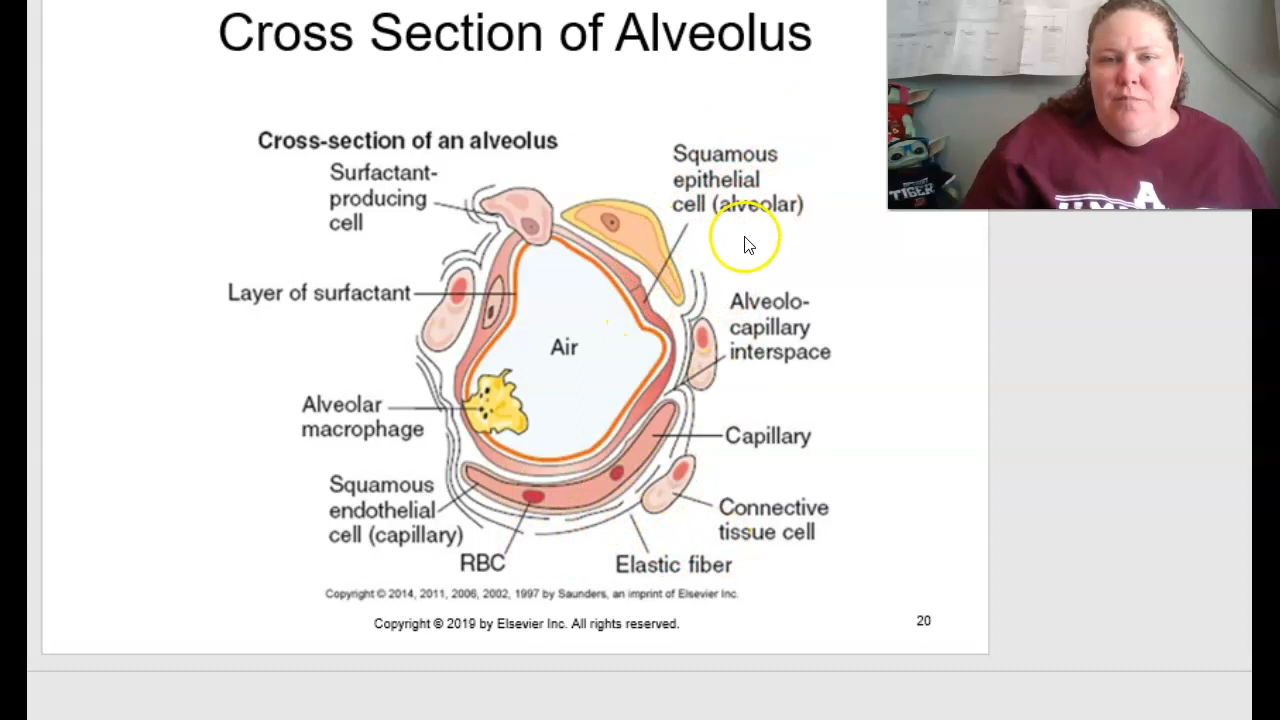 Cross Section of Alveolus
Cross-section of an alveolus
Surfactant-
producing
cell
Squamous
epithelial
cell (alveolar)
Layer of surfactant
Air
Alveolo-
capillary
interspace
Alveolar
macrophage
Capillary
Squamous
endothelial
cell (capillary)
Connective
tissue cell
RBC
Elastic fiber
Copyright © 2014, 2011, 2006, 2002, 1997 by Saunders, an imprint of Elsevier Inc.
Copyright © 2019 by Elsevier Inc. All rights reserved.
20
TIGER
A